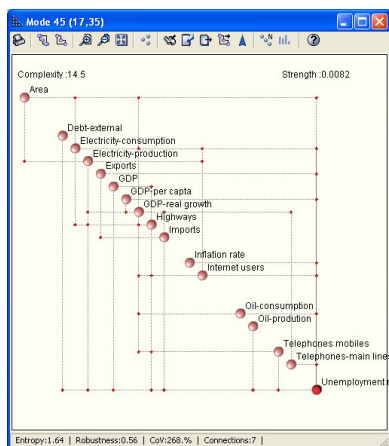 Mode 45 (17,35)
Complexity :14.5 Strength :0.0082
Area
Debt-external
Electricity-consumption
Electricity-production
Exports
GDP
GDP-per capta
GDP-real growth
Highways
Imports
Inflation rate
Internet users
Oil-consumption
Oil-prodution
Telephones mobiles
Telephones-main lines
Unemployment r
Entropy:1.64 | Robustness:0.56 | CoV:268.% | Connections:7 |